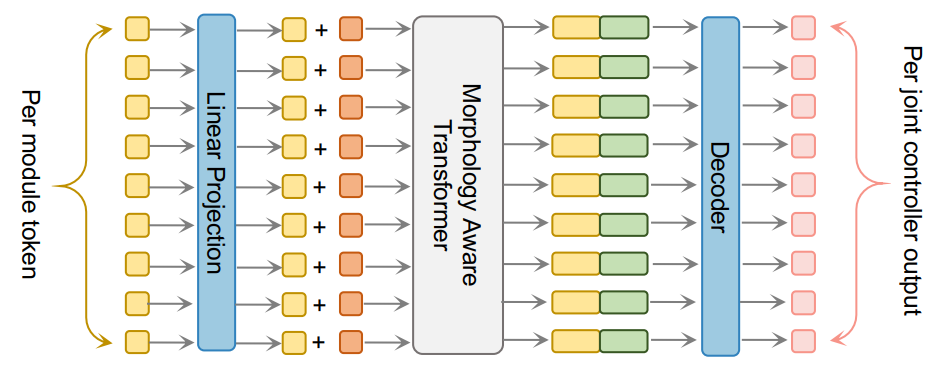 Per module token
Linear Projection
+
+
+
+
+
+
+
+
+
Morphology Aware
Transformer
Decoder
Per joint controller output